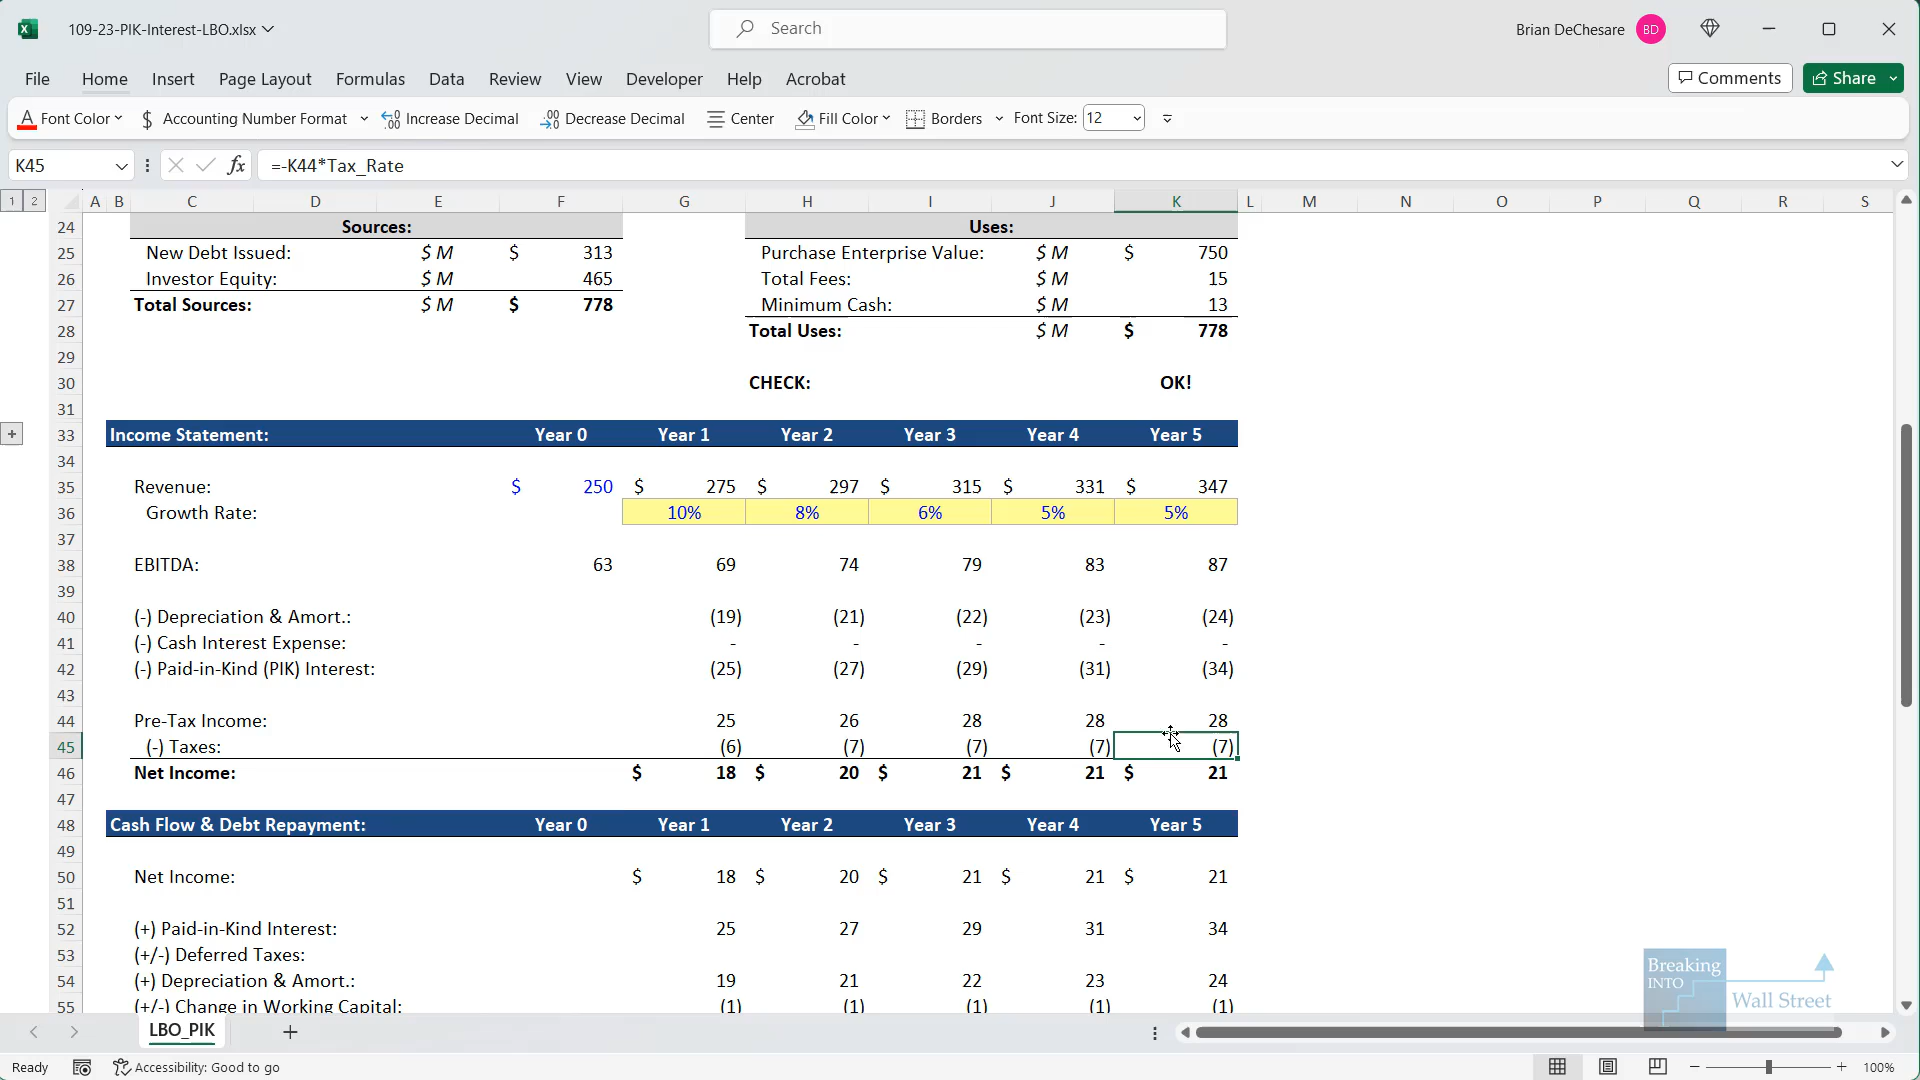 109-23-PIK-Interest-LBO.xlsx
Search
Brian DeChesare BD
File Home Insert Page Layout Formulas Data Review View Developer Help Acrobat Comments Share
Font Color Accounting Number Format Increase Decimal Decrease Decimal Center Fill Color Borders Font Size: 12
K45 fx =-K44*Tax_Rate
1 2 A B C D E F G H I J K L M N O P Q R S
24 Sources: Uses:
25 New Debt Issued: $ M $ 313 Purchase Enterprise Value: $ M $ 750
26 Investor Equity: $ M 465 Total Fees: $ M 15
27 Total Sources: $ M $ 778 Minimum Cash: $ M 13
28 Total Uses: $ M $ 778
29
30 CHECK: OK!
31
33 Income Statement: Year 0 Year 1 Year 2 Year 3 Year 4 Year 5
34
35 Revenue: $ 250 $ 275 $ 297 $ 315 $ 331 $ 347
36 Growth Rate: 10% 8% 6% 5% 5%
37
38 EBITDA: 63 69 74 79 83 87
39
40 (-) Depreciation & Amort.: (19) (21) (22) (23) (24)
41 (-) Cash Interest Expense: - - - - -
42 (-) Paid-in-Kind (PIK) Interest: (25) (27) (29) (31) (34)
43
44 Pre-Tax Income: 25 26 28 28 28
45 (-) Taxes: (6) (7) (7) (7) (7)
46 Net Income: $ 18 $ 20 $ 21 $ 21 $ 21
47
48 Cash Flow & Debt Repayment: Year 0 Year 1 Year 2 Year 3 Year 4 Year 5
49
50 Net Income: $ 18 $ 20 $ 21 $ 21 $ 21
51
52 (+) Paid-in-Kind Interest: 25 27 29 31 34
53 (+/-) Deferred Taxes:
54 (+) Depreciation & Amort.: 19 21 22 23 24
55 (+/-) Change in Working Capital: (1) (1) (1) (1) (1)
Breaking
INTO
Wall Street
LBO_PIK
Ready Accessibility: Good to go 100%